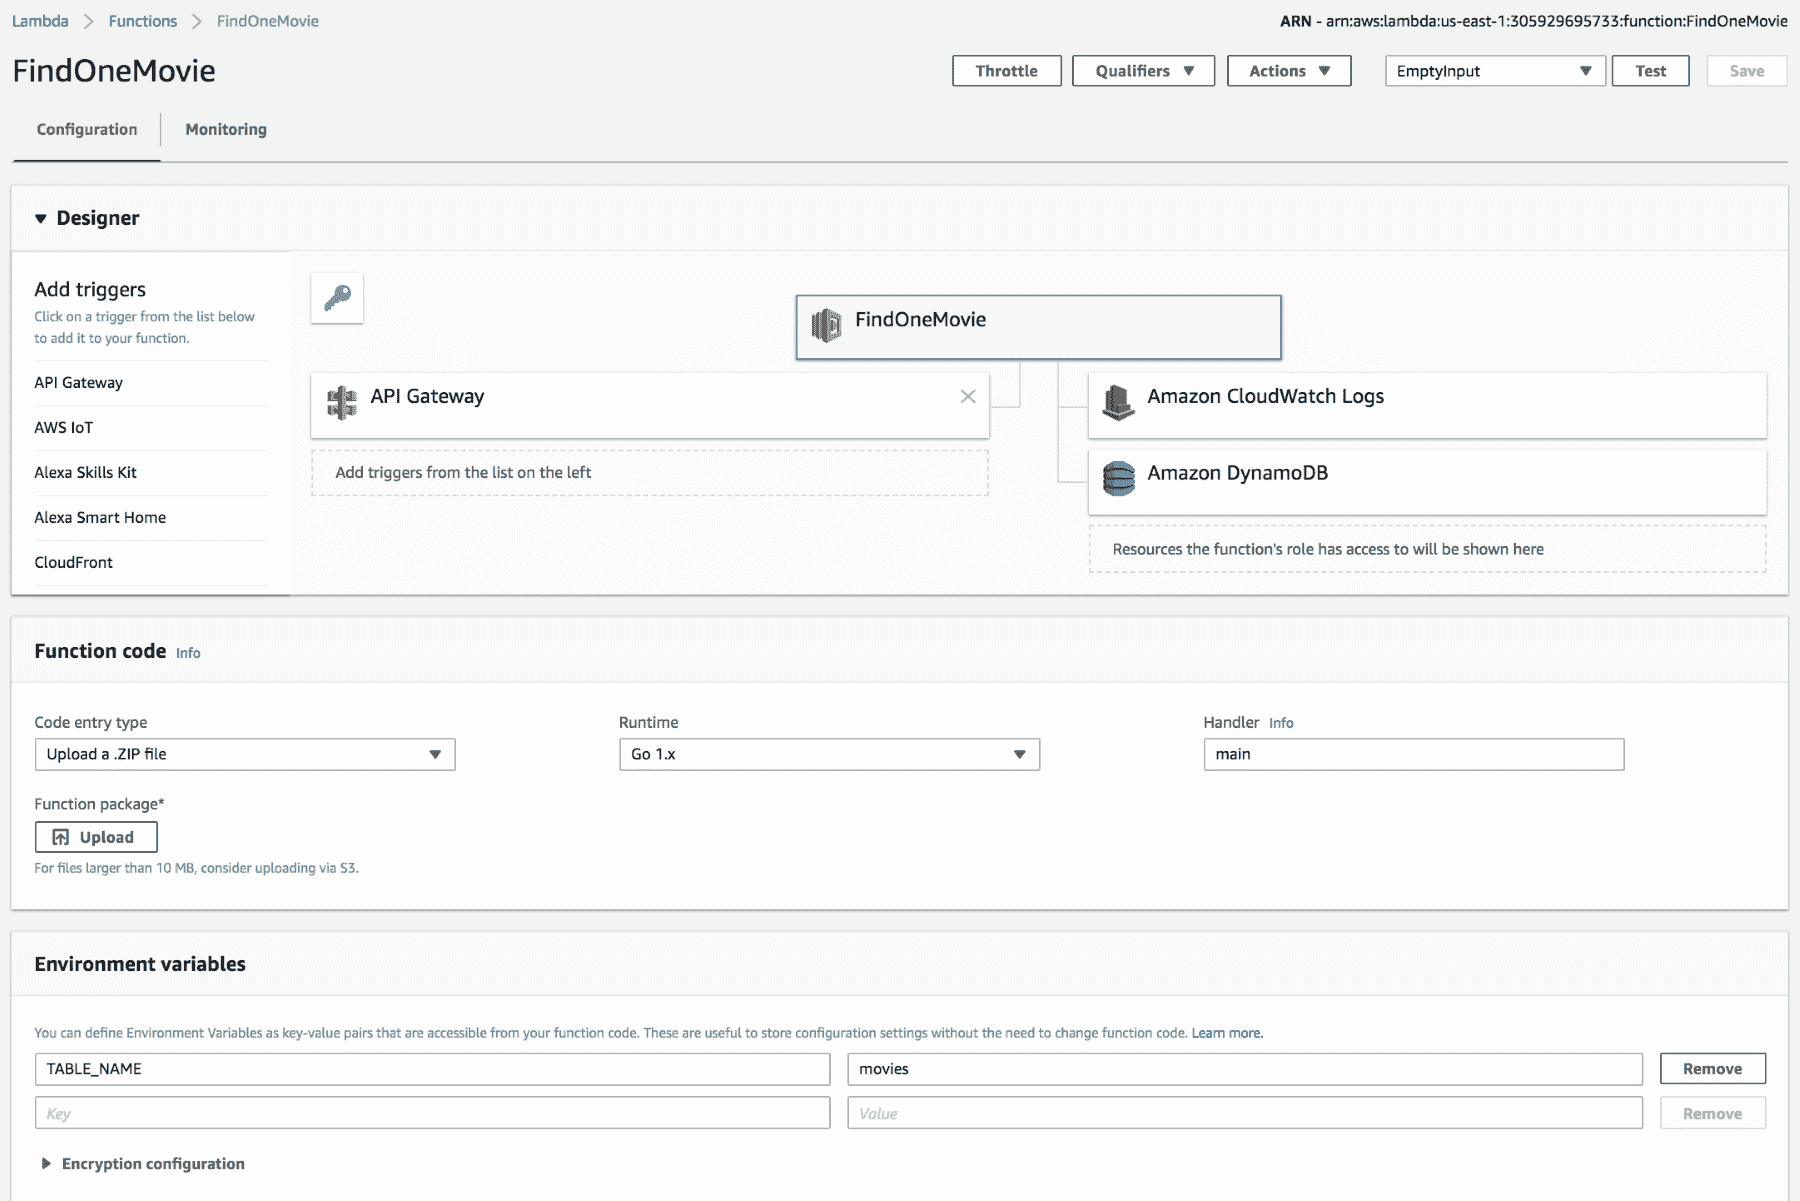 Lambda > Functions > FindOneMovie
ARN - arn:aws:lambda:us-east-1:305929695733:function:FindOneMovie
FindOneMovie
Throttle
Qualifiers
Actions
EmptyInput
Test
Save
Configuration
Monitoring
Designer
Add triggers
Click on a trigger from the list below
to add it to your function.
API Gateway
AWS IoT
Alexa Skills Kit
Alexa Smart Home
CloudFront
FindOneMovie
API Gateway
Add triggers from the list on the left
Amazon CloudWatch Logs
Amazon DynamoDB
Resources the function's role has access to will be shown here
Function code Info
Code entry type
Upload a .ZIP file
Runtime
Go 1.x
Handler Info
main
Function package*
Upload
For files larger than 10 MB, consider uploading via S3.
Environment variables
You can define Environment Variables as key-value pairs that are accessible from your function code. These are useful to store configuration settings without the need to change function code. Learn more.
TABLE_NAME
movies
Remove
Key
Value
Remove
Encryption configuration